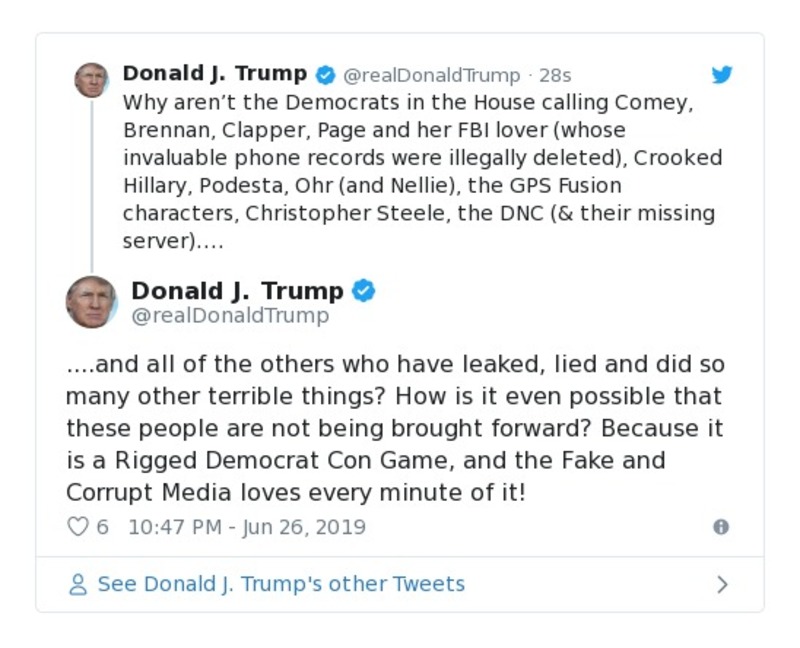 Donald J. Trump @realDonaldTrump · 28s
Why aren’t the Democrats in the House calling Comey,
Brennan, Clapper, Page and her FBI lover (whose
invaluable phone records were illegally deleted), Crooked
Hillary, Podesta, Ohr (and Nellie), the GPS Fusion
characters, Christopher Steele, the DNC (& their missing
server)....
Donald J. Trump
@realDonaldTrump
....and all of the others who have leaked, lied and did so
many other terrible things? How is it even possible that
these people are not being brought forward? Because it
is a Rigged Democrat Con Game, and the Fake and
Corrupt Media loves every minute of it!
6 10:47 PM - Jun 26, 2019
See Donald J. Trump's other Tweets